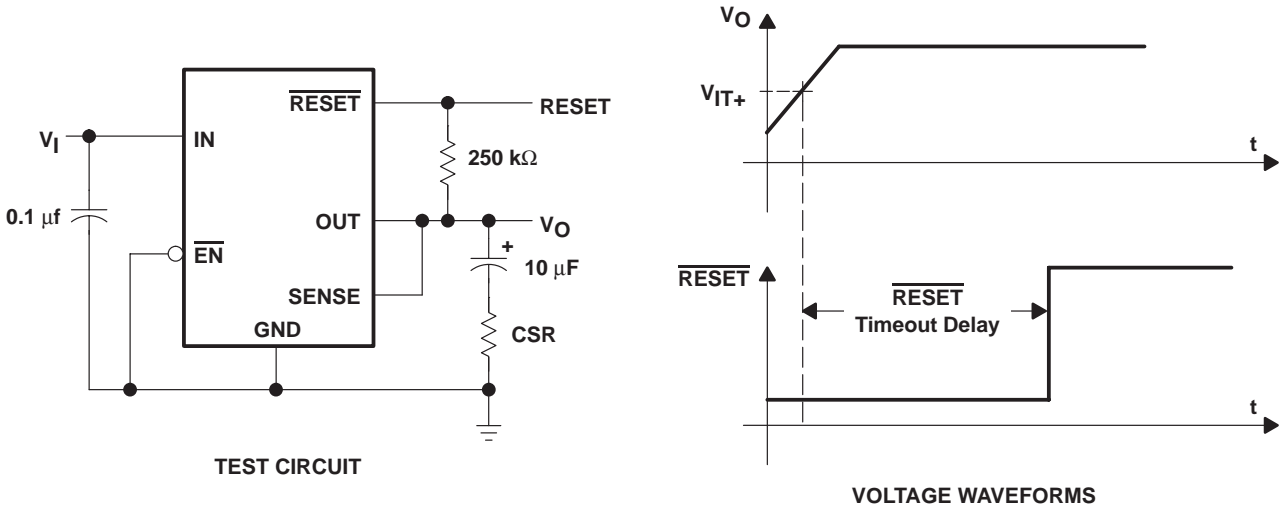 RESET
RESET
V_I
IN
250 kΩ
0.1 μf
OUT
V_O
EN
+
10 μF
SENSE
GND
CSR
TEST CIRCUIT
V_O
V_IT+
t
RESET
RESET
Timeout Delay
t
VOLTAGE WAVEFORMS